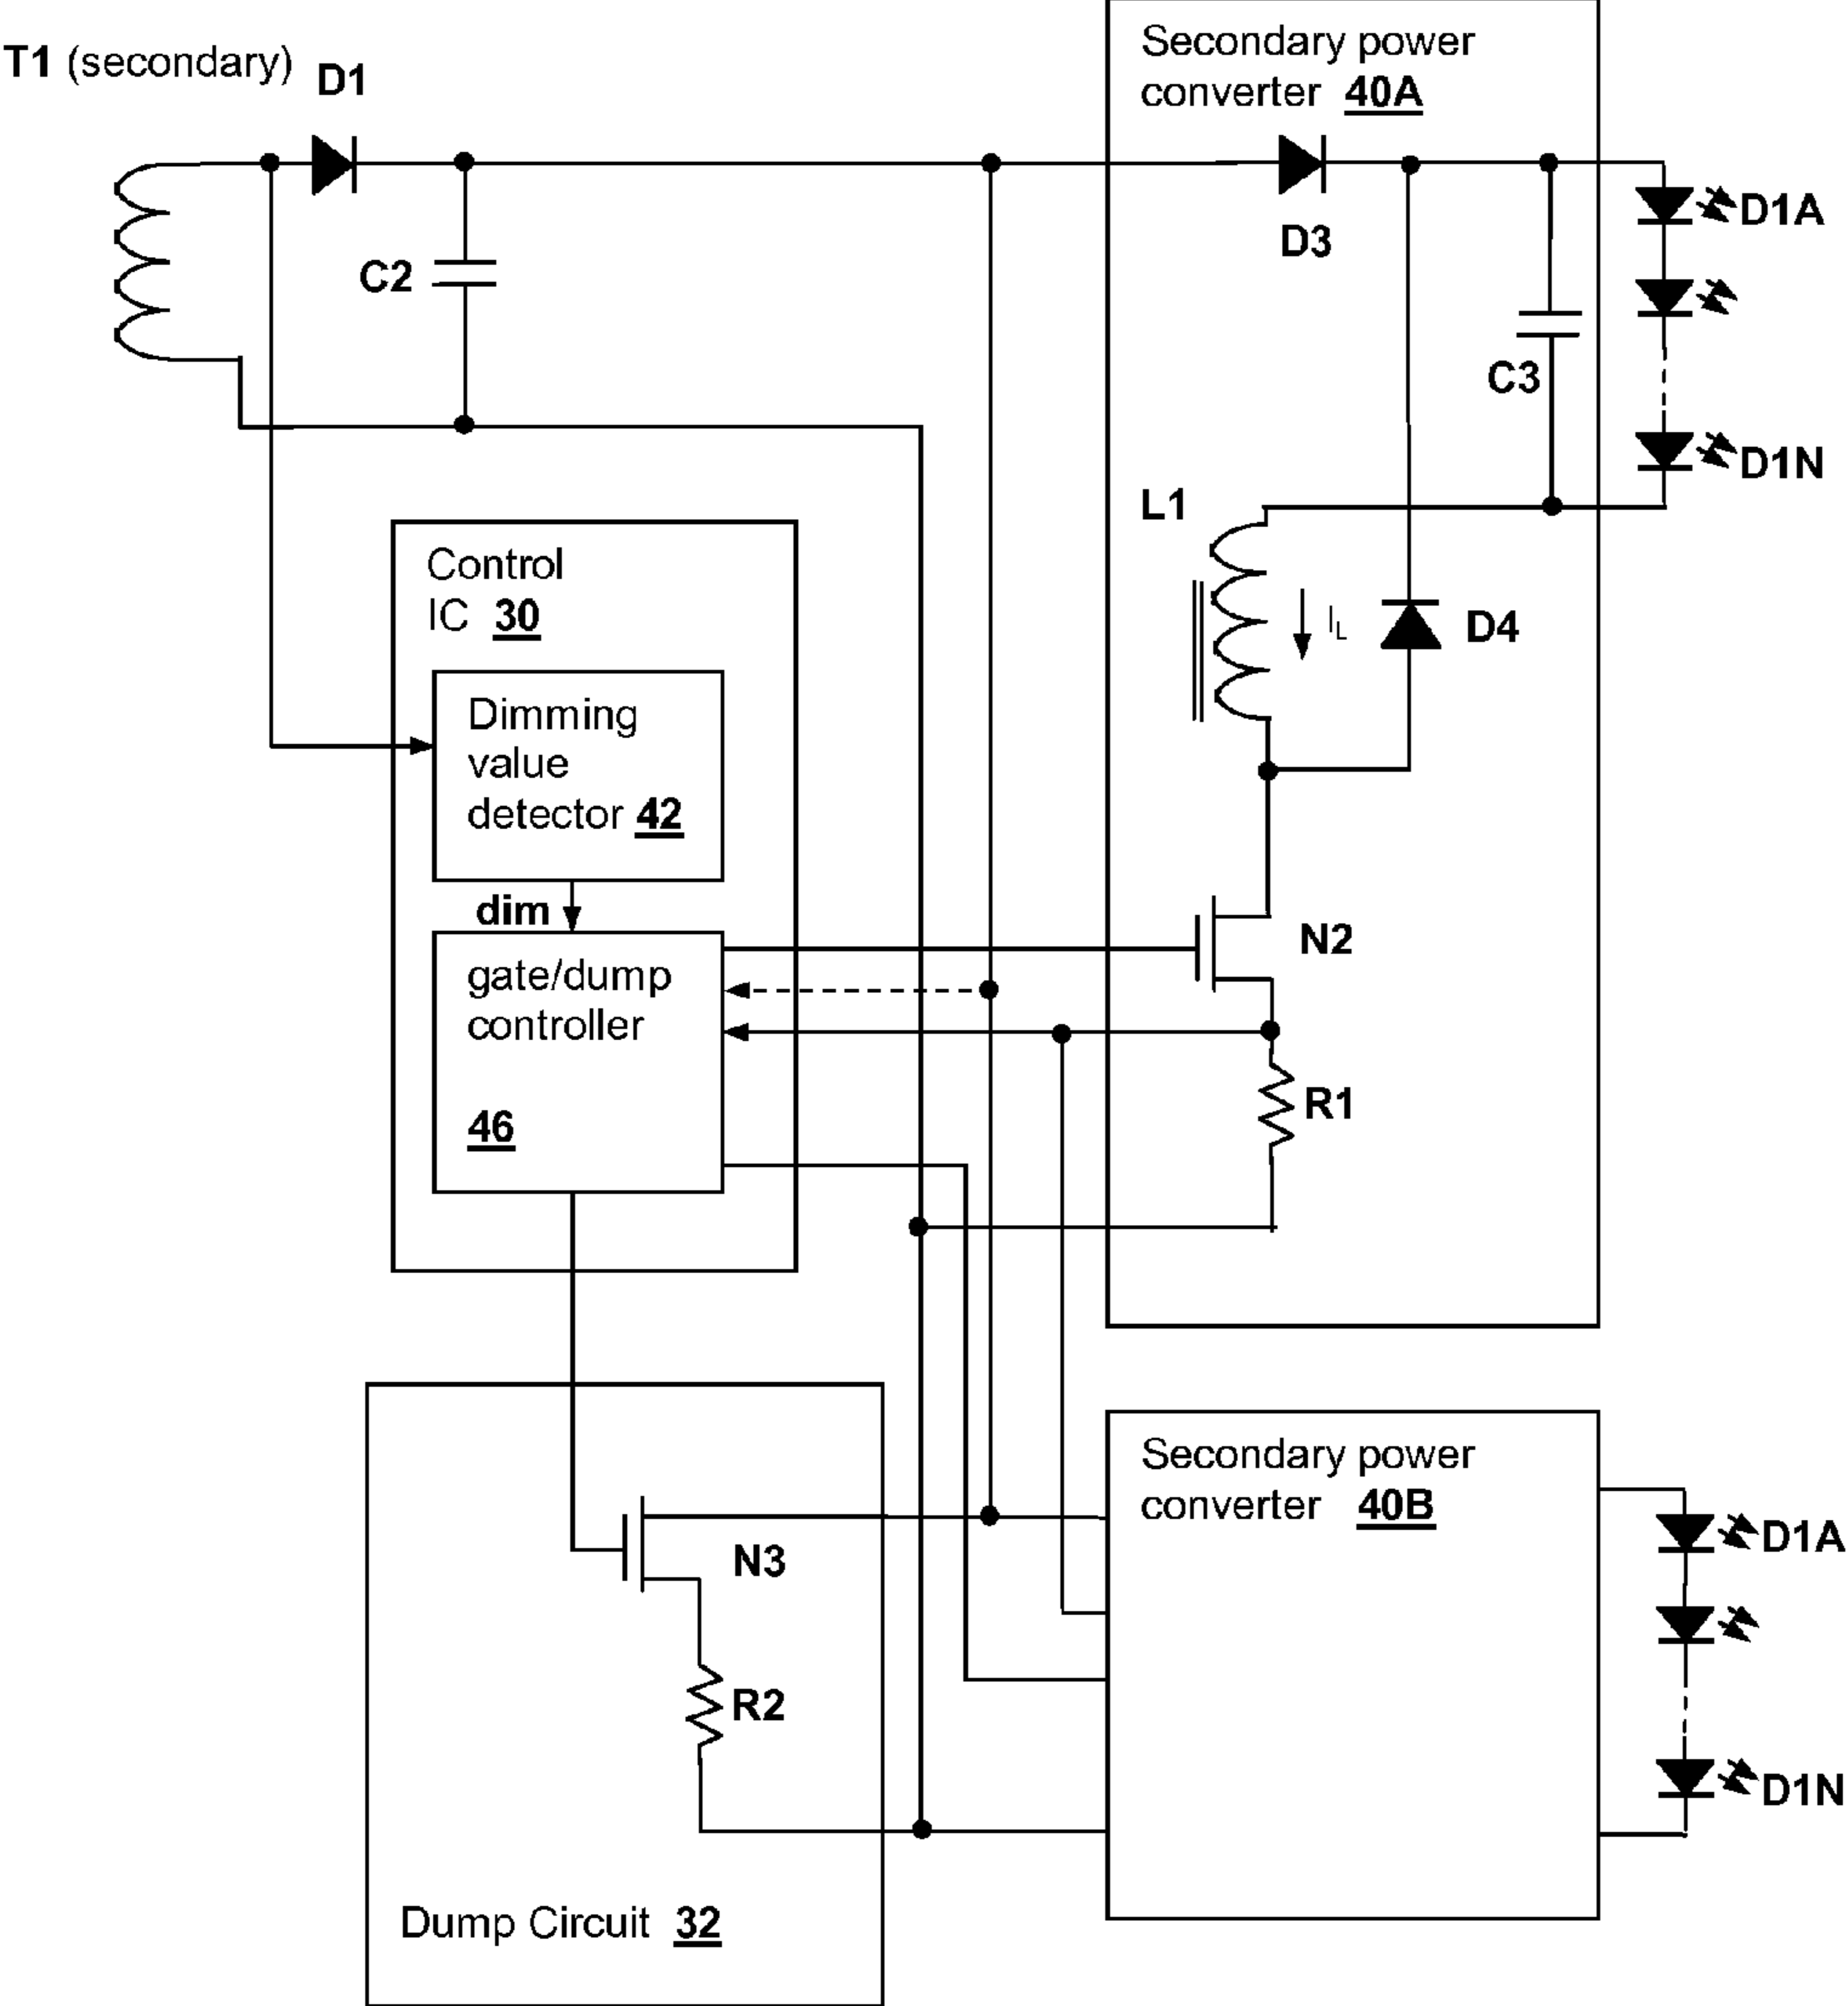 T1 (secondary)
D1
C2
Secondary power
converter 40A
D3
C3
D1A
D1N
L1
I_L
D4
Control
IC 30
Dimming
value
detector 42
dim
gate/dump
controller
46
N2
R1
N3
R2
Dump Circuit 32
Secondary power
converter 40B
D1A
D1N